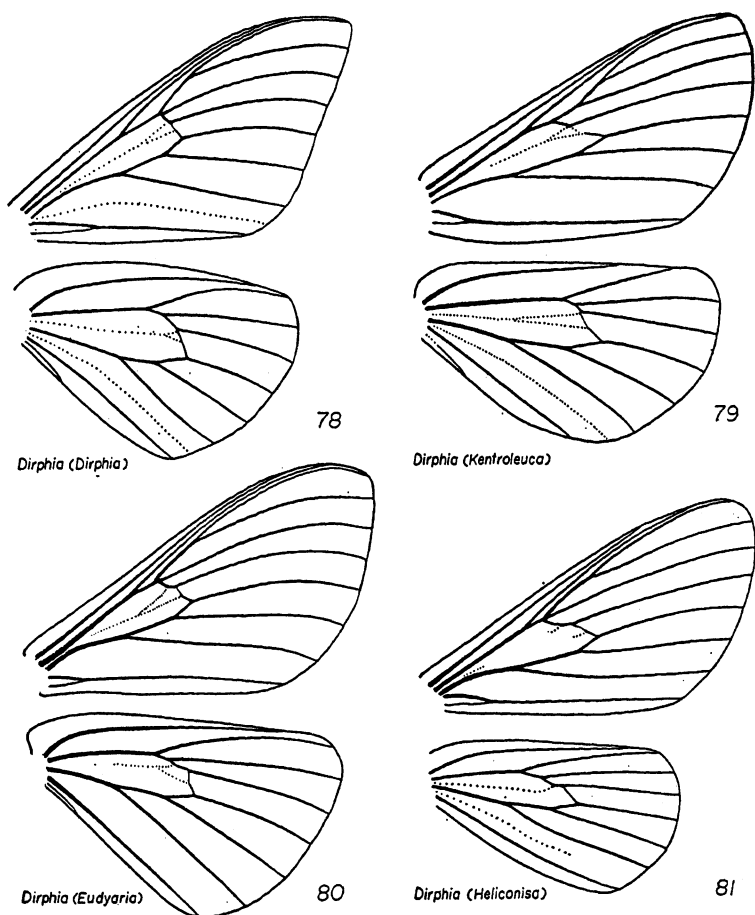 78
Dirphia (Dirphia)
79
Dirphia (Kentroleuca)
80
Dirphia (Eudyaria)
81
Dirphia (Heliconisa)